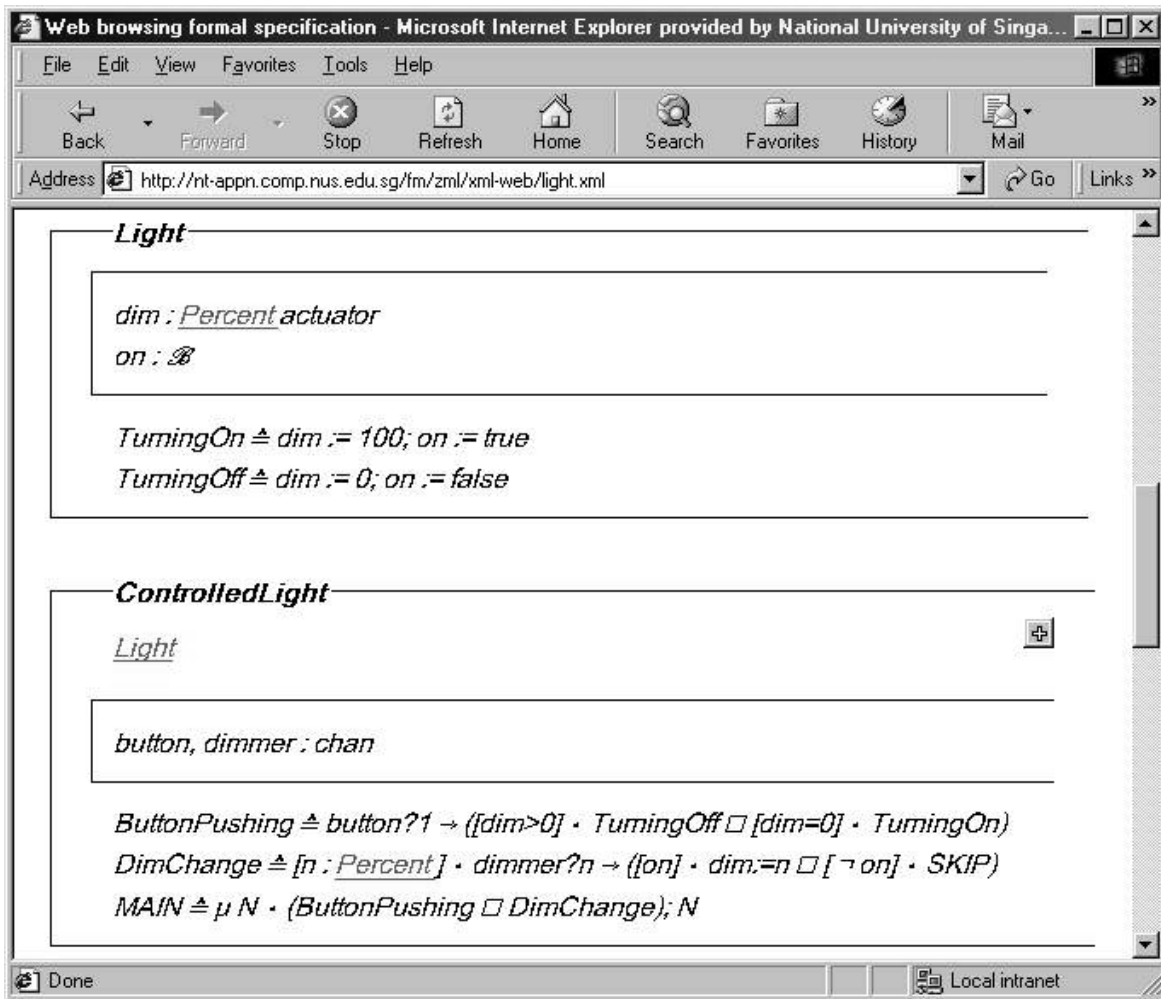 Web browsing formal specification - Microsoft Internet Explorer provided by National University of Singa...
File Edit View Favorites Tools Help
Back Forward Stop Refresh Home Search Favorites History Mail »
Address http://nt-appn.comp.nus.edu.sg/fm/zml/xml-web/light.xml Go Links »
Light
dim : Percent actuator
on : ℬ
TurningOn ≙ dim := 100; on := true
TurningOff ≙ dim := 0; on := false
ControlledLight
Light
button, dimmer : chan
ButtonPushing ≙ button?1 → ([dim>0] • TurningOff □ [dim=0] • TurningOn)
DimChange ≙ [n : Percent ] • dimmer?n → ([on] • dim:=n □ [ ¬ on] • SKIP)
MAIN ≙ μ N • (ButtonPushing □ DimChange); N
Done Local intranet